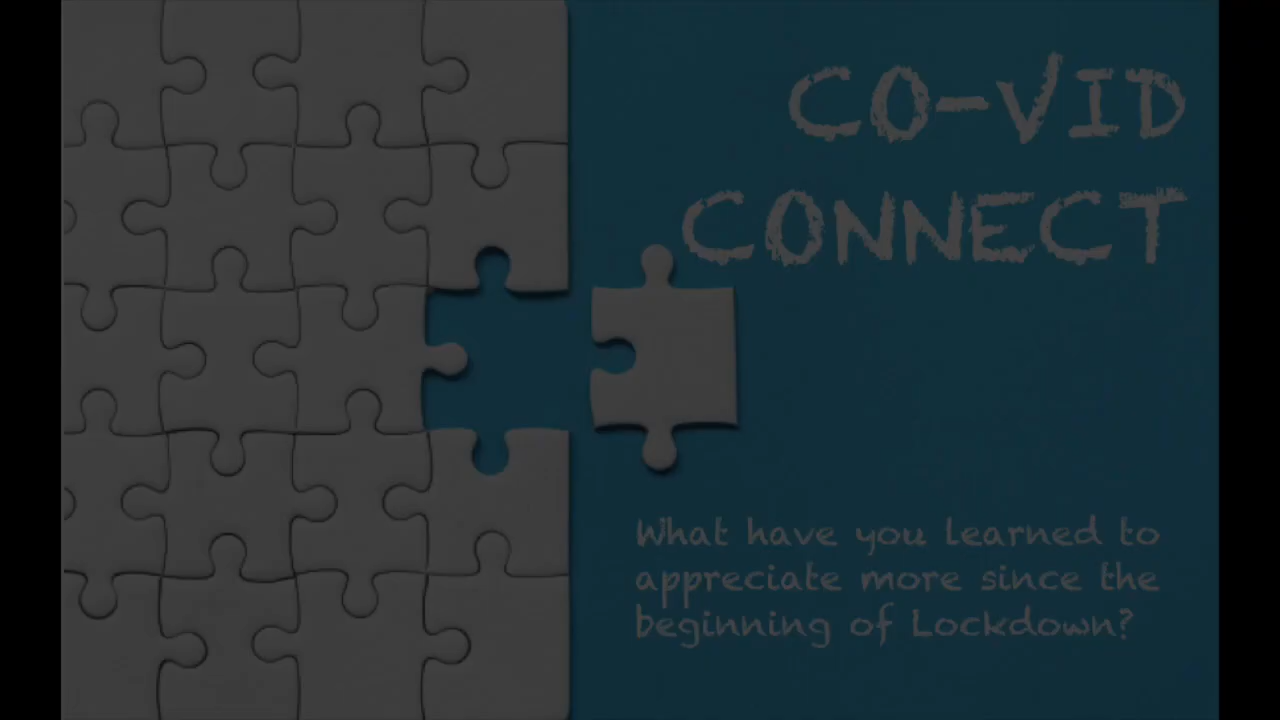 CO-VID
CONNECT
What have you learned to
appreciate more since the
beginning of Lockdown?